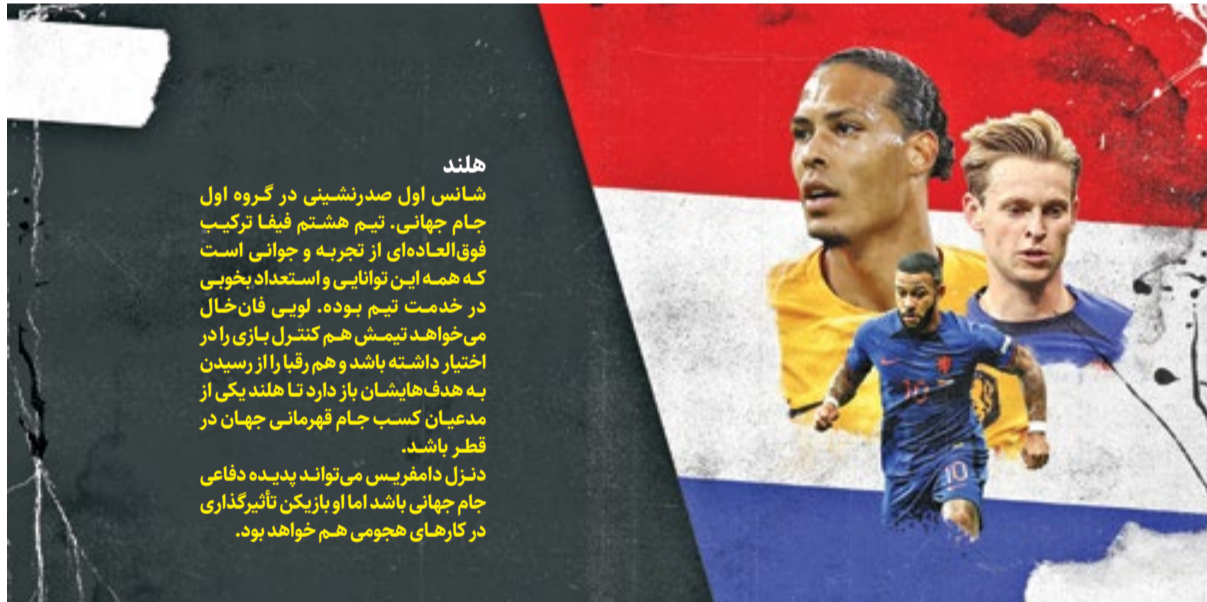 هلند
شانس اول صدرنشینی در گروه اول
جام جهانی. تیم هشتم فیفا ترکیب
فوق‌العاده‌ای از تجربه و جوانی است
که همه این توانایی و استعداد بخوبی
در خدمت تیم بوده. لویی فان‌خال
می‌خواهد تیمش هم کنترل بازی را در
اختیار داشته باشد و هم رقبا را از رسیدن
به هدف‌هایشان باز دارد تا هلند یکی از
مدعیان کسب جام قهرمانی جهان در
قطر باشد.
دنزل دامفریس می‌تواند پدیده دفاعی
جام جهانی باشد اما او بازیکن تأثیرگذاری
در کارهای هجومی هم خواهد بود.
10
10